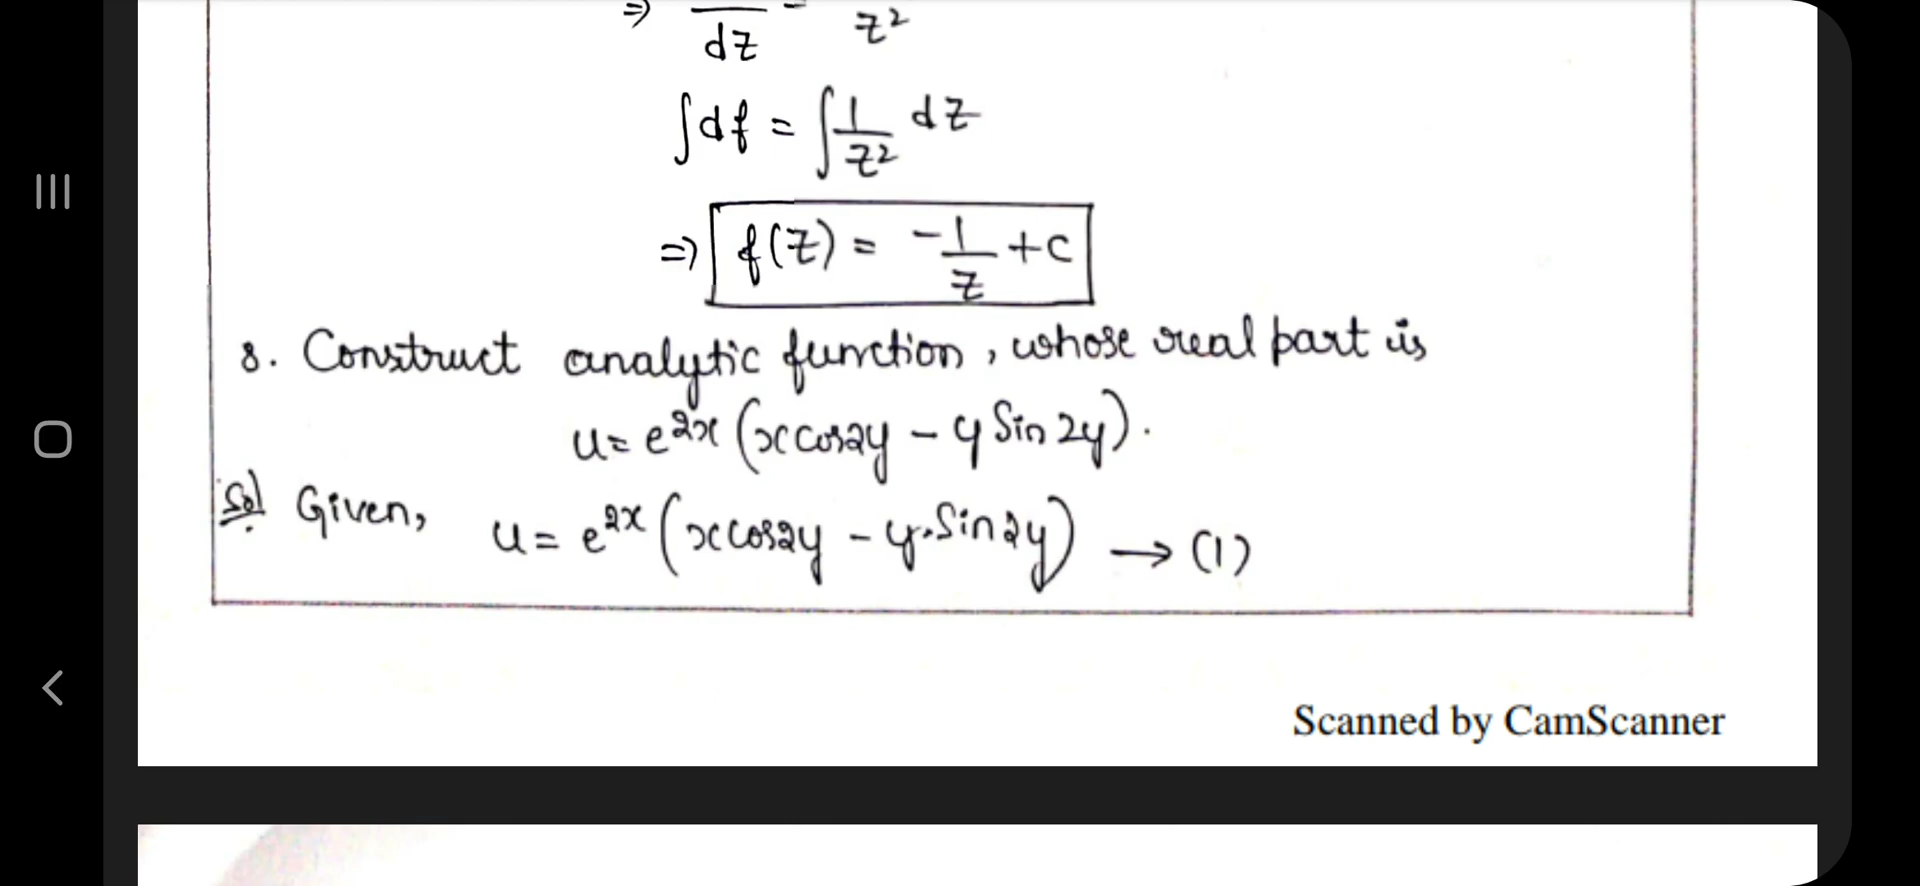 ⇒ dz z²
∫df = ∫ 1/z² dz
⇒ f(z) = -1/z + c
8. Construct analytic function, whose real part is
u = e^2x (x cos2y - y Sin 2y).
Sol Given, u = e^2x (x cos2y - y. Sin2y) → (1)
Scanned by CamScanner